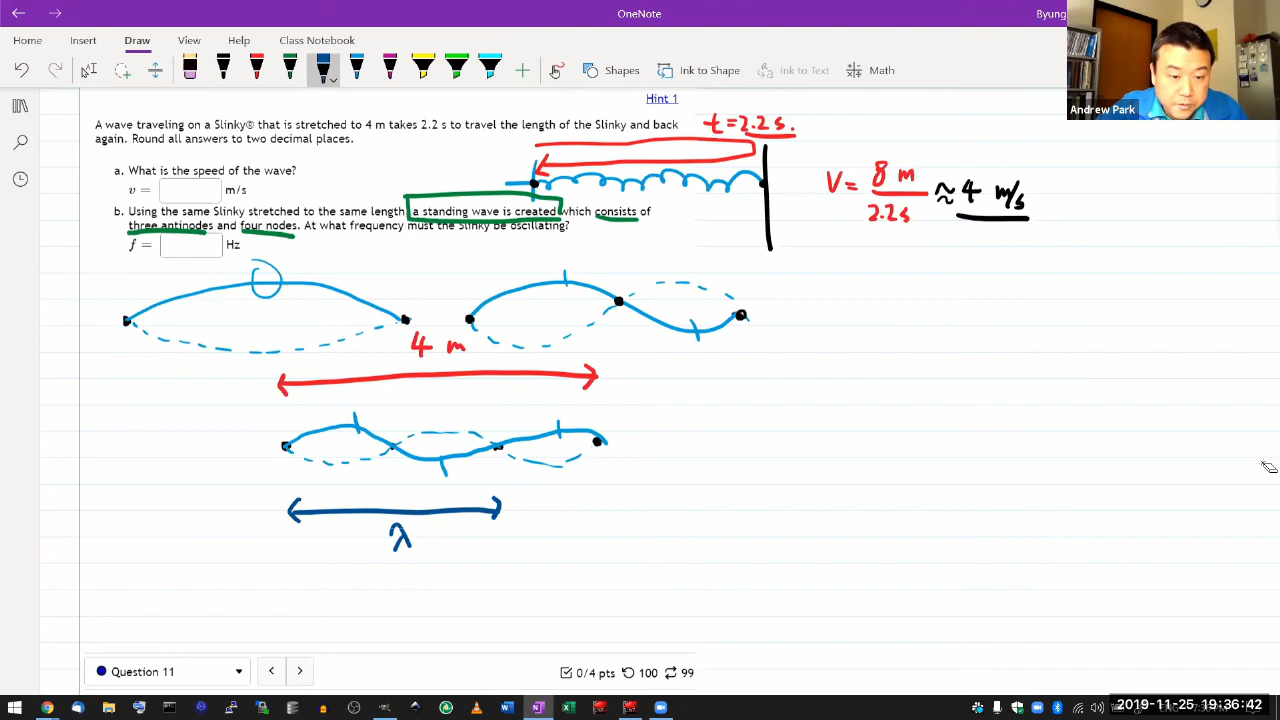 OneNote
Byung
Home Insert Draw View Help Class Notebook
Shapes Ink to Shape Ink to Text Math
Hint 1
Andrew Park
A wave traveling on a Slinky® that is stretched to 4 m takes 2.2 s to travel the length of the Slinky and back
again. Round all answers to two decimal places.
t = 2.2 s.
a. What is the speed of the wave?
v = m/s
V = 8 m / 2.2 s ≈ 4 m/s
b. Using the same Slinky stretched to the same length, a standing wave is created which consists of
three antinodes and four nodes. At what frequency must the Slinky be oscillating?
f = Hz
4 m
λ
Question 11
0/4 pts 100 99
2019-11-25 19:36:42